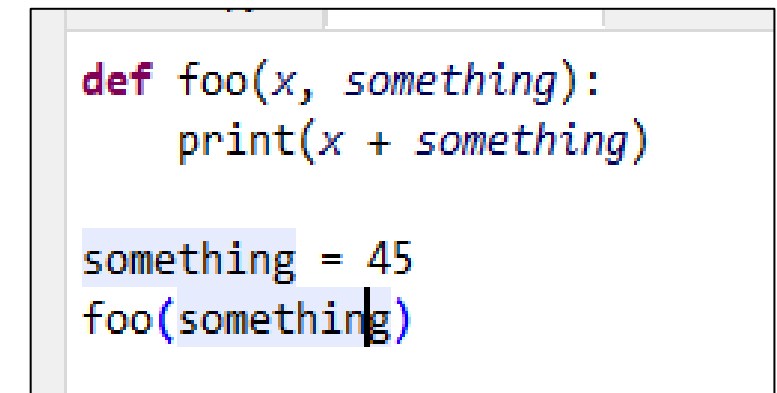 def foo(x, something):
    print(x + something)
something = 45
foo(something)